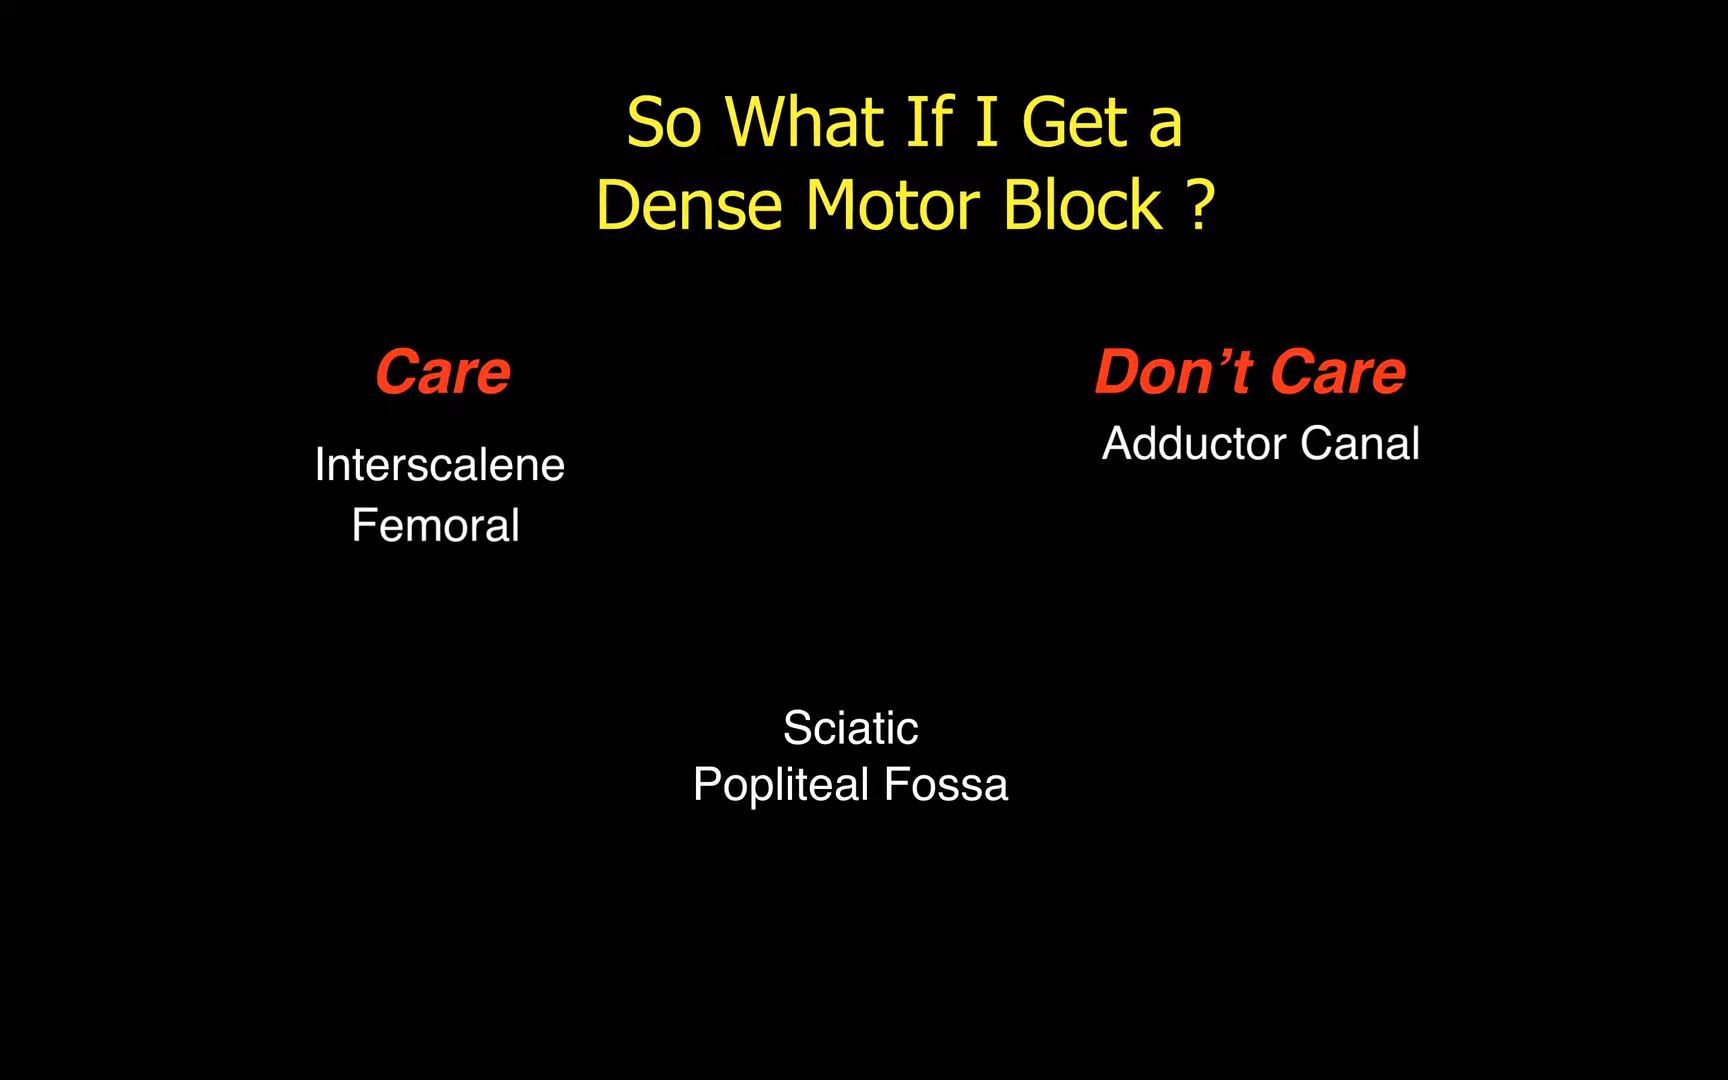 So What If I Get a
Dense Motor Block ?
Care
Interscalene
Femoral
Don’t Care
Adductor Canal
Sciatic
Popliteal Fossa